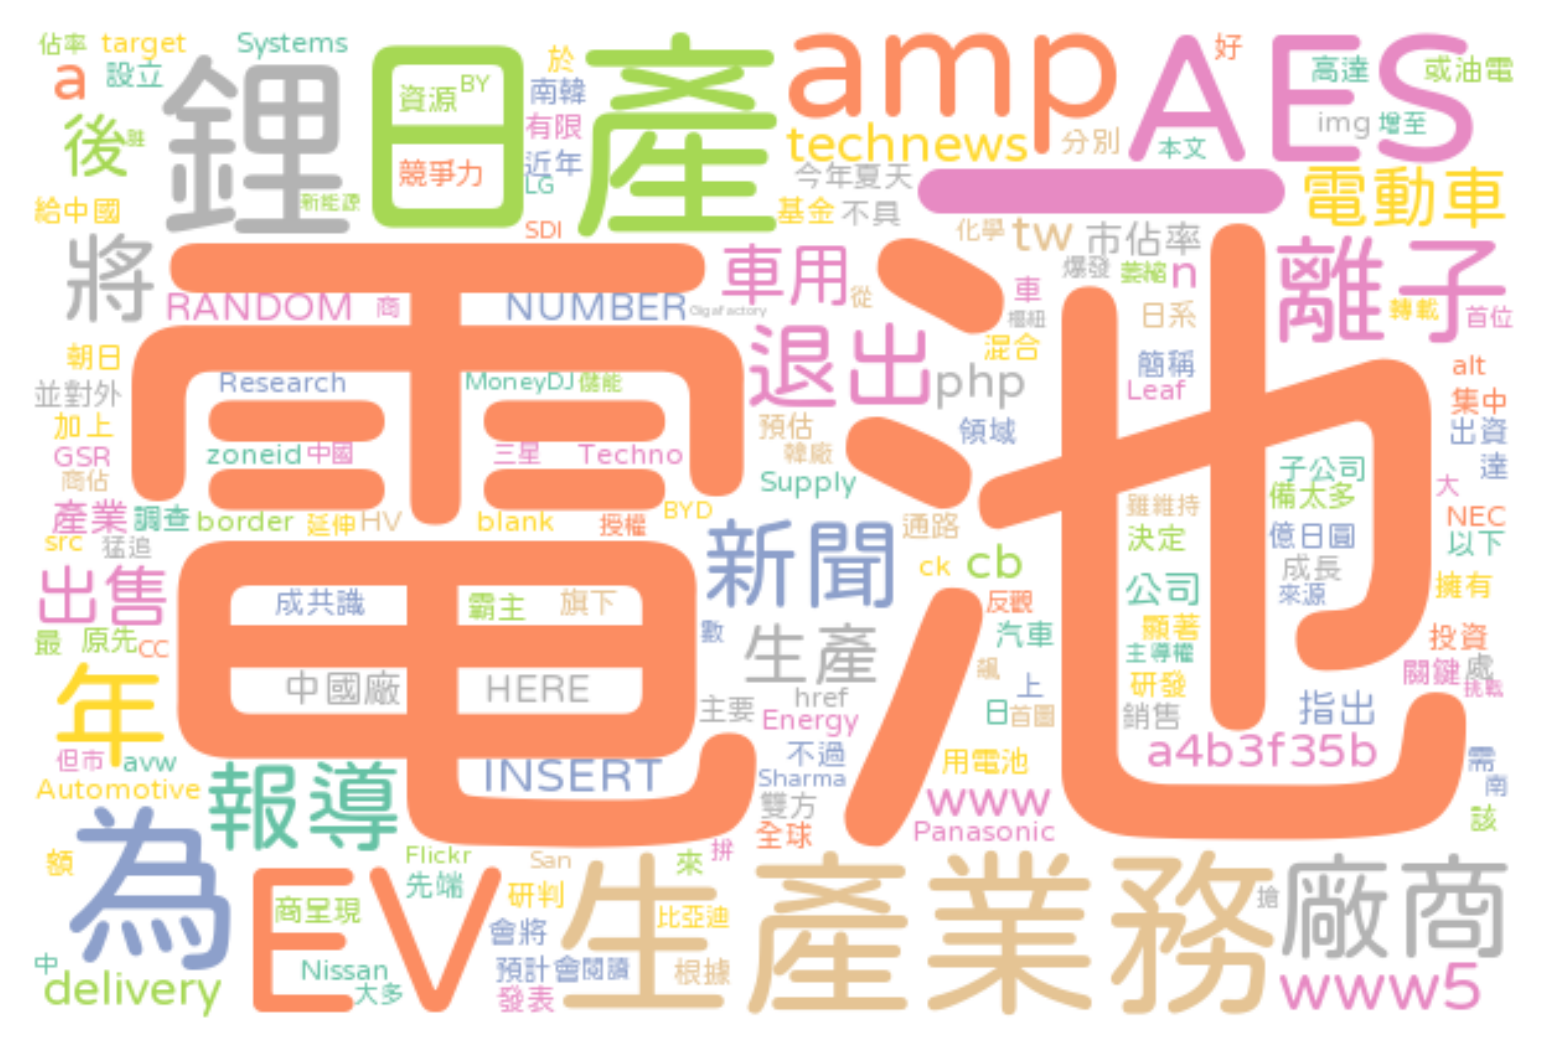 佔率 target Systems
a 設立
鋰 日產 amp AES
資源 BY 於 南韓 好 高達 或油電
後 競爭力 有限 近年 LG technews 分別 本文 img 增至
新能源 今年夏天 一 電動車
給中國 SDI 基金 不具 化學 tw 市佔率
將 電池 車用 從 爆發 萎縮 n 離子
RANDOM 商 NUMBER GigaFactory 車 樞紐 日系 轉載 首位
朝日 退出 混合 簡稱
並對外 Research MoneyDJ 儲能 php Leaf alt
加上 預估 領域 集中
GSR zoneid 中國 三星 Techno 韓廠 子公司 出資
商佔 Supply 備太多 達 大
產業 調查 border 延伸 HV blank 授權 BYD 通路 雖維持 NEC
src 猛追 新聞 決定 億日圓 以下
出售 成共識 霸主 旗下 ck cb 公司 成長 來源 擁有
最 原先 CC 數 生產 反觀 汽車 顯著 主導權 投資
年 中國廠 HERE 主要 href 飆 上 研發 關鍵 處 挑戰
但市 avw Energy 日 首圖 銷售 指出
Automotive 報導 INSERT 不過 Sharma 用電池 a4b3f35b 需 南
為 雙方 www 該
額 Flickr San 來 拼 全球 Panasonic
EV 先端 研判 生產業務 搶 廠商
商呈現 會將 比亞迪
中 delivery Nissan 大多 預計 會 閱讀 根據 www5
發表